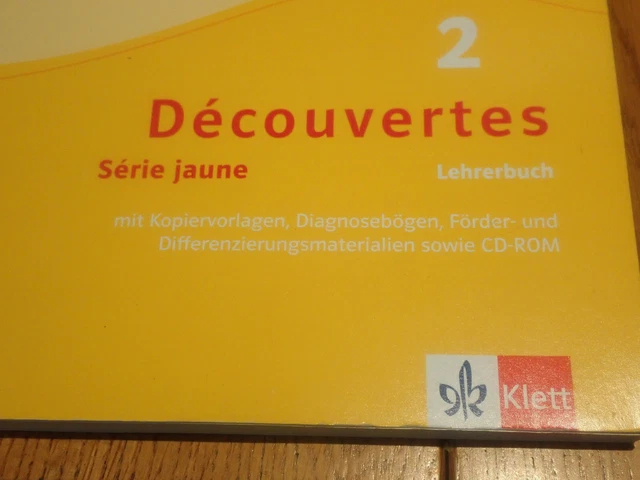 2
Découvertes
Série jaune Lehrerbuch
mit Kopiervorlagen, Diagnosebögen, Förder- und
Differenzierungsmaterialien sowie CD-ROM
Klett